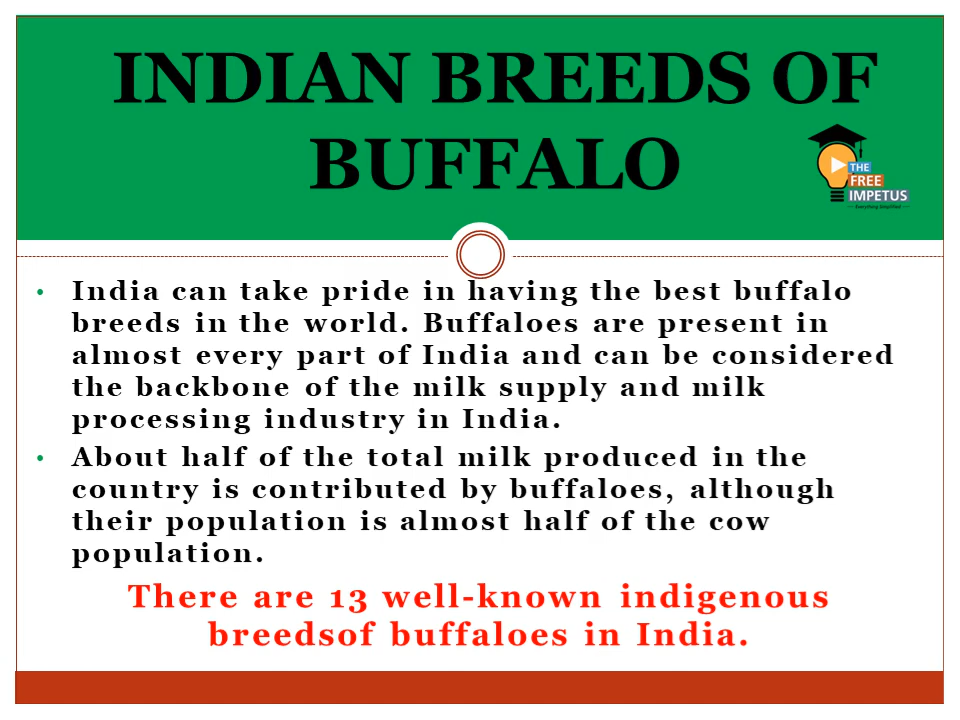 INDIAN BREEDS OF
BUFFALO
THE
FREE
IMPETUS
• India can take pride in having the best buffalo
breeds in the world. Buffaloes are present in
almost every part of India and can be considered
the backbone of the milk supply and milk
processing industry in India.
• About half of the total milk produced in the
country is contributed by buffaloes, although
their population is almost half of the cow
population.
There are 13 well-known indigenous
breedsof buffaloes in India.